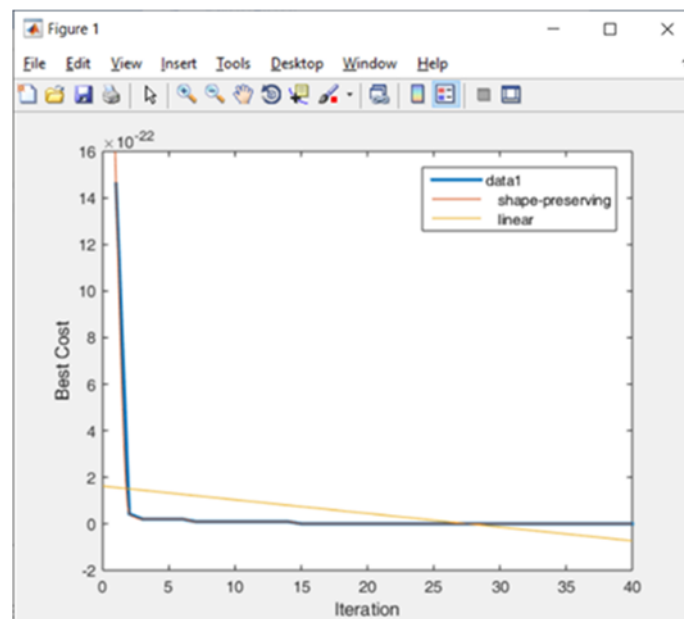 Figure 1
File Edit View Insert Tools Desktop Window Help
×10-22
16
14
12
10
8
6
4
2
0
-2
Best Cost
data1
shape-preserving
linear
0 5 10 15 20 25 30 35 40
Iteration